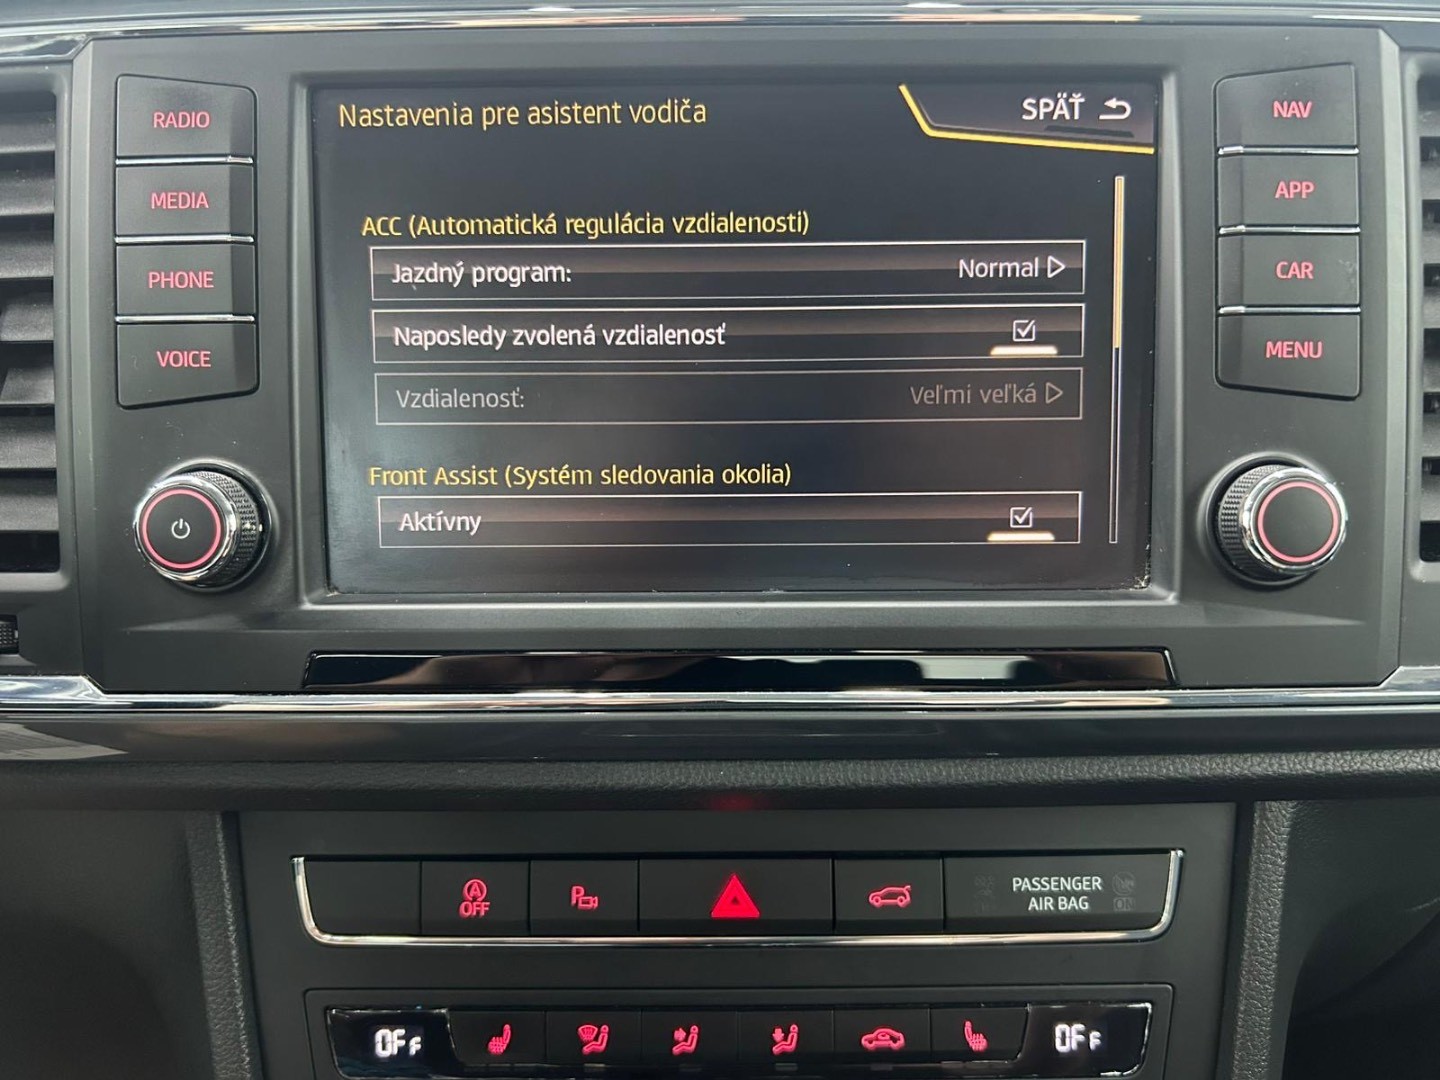 RADIO
MEDIA
PHONE
VOICE
Nastavenia pre asistent vodiča
SPÄŤ
ACC (Automatická regulácia vzdialenosti)
Jazdný program: Normal
Naposledy zvolená vzdialenosť
Vzdialenosť: Veľmi veľká
Front Assist (Systém sledovania okolia)
Aktívny
NAV
APP
CAR
MENU
A
OFF
P
PASSENGER
AIR BAG
OFF
OFF